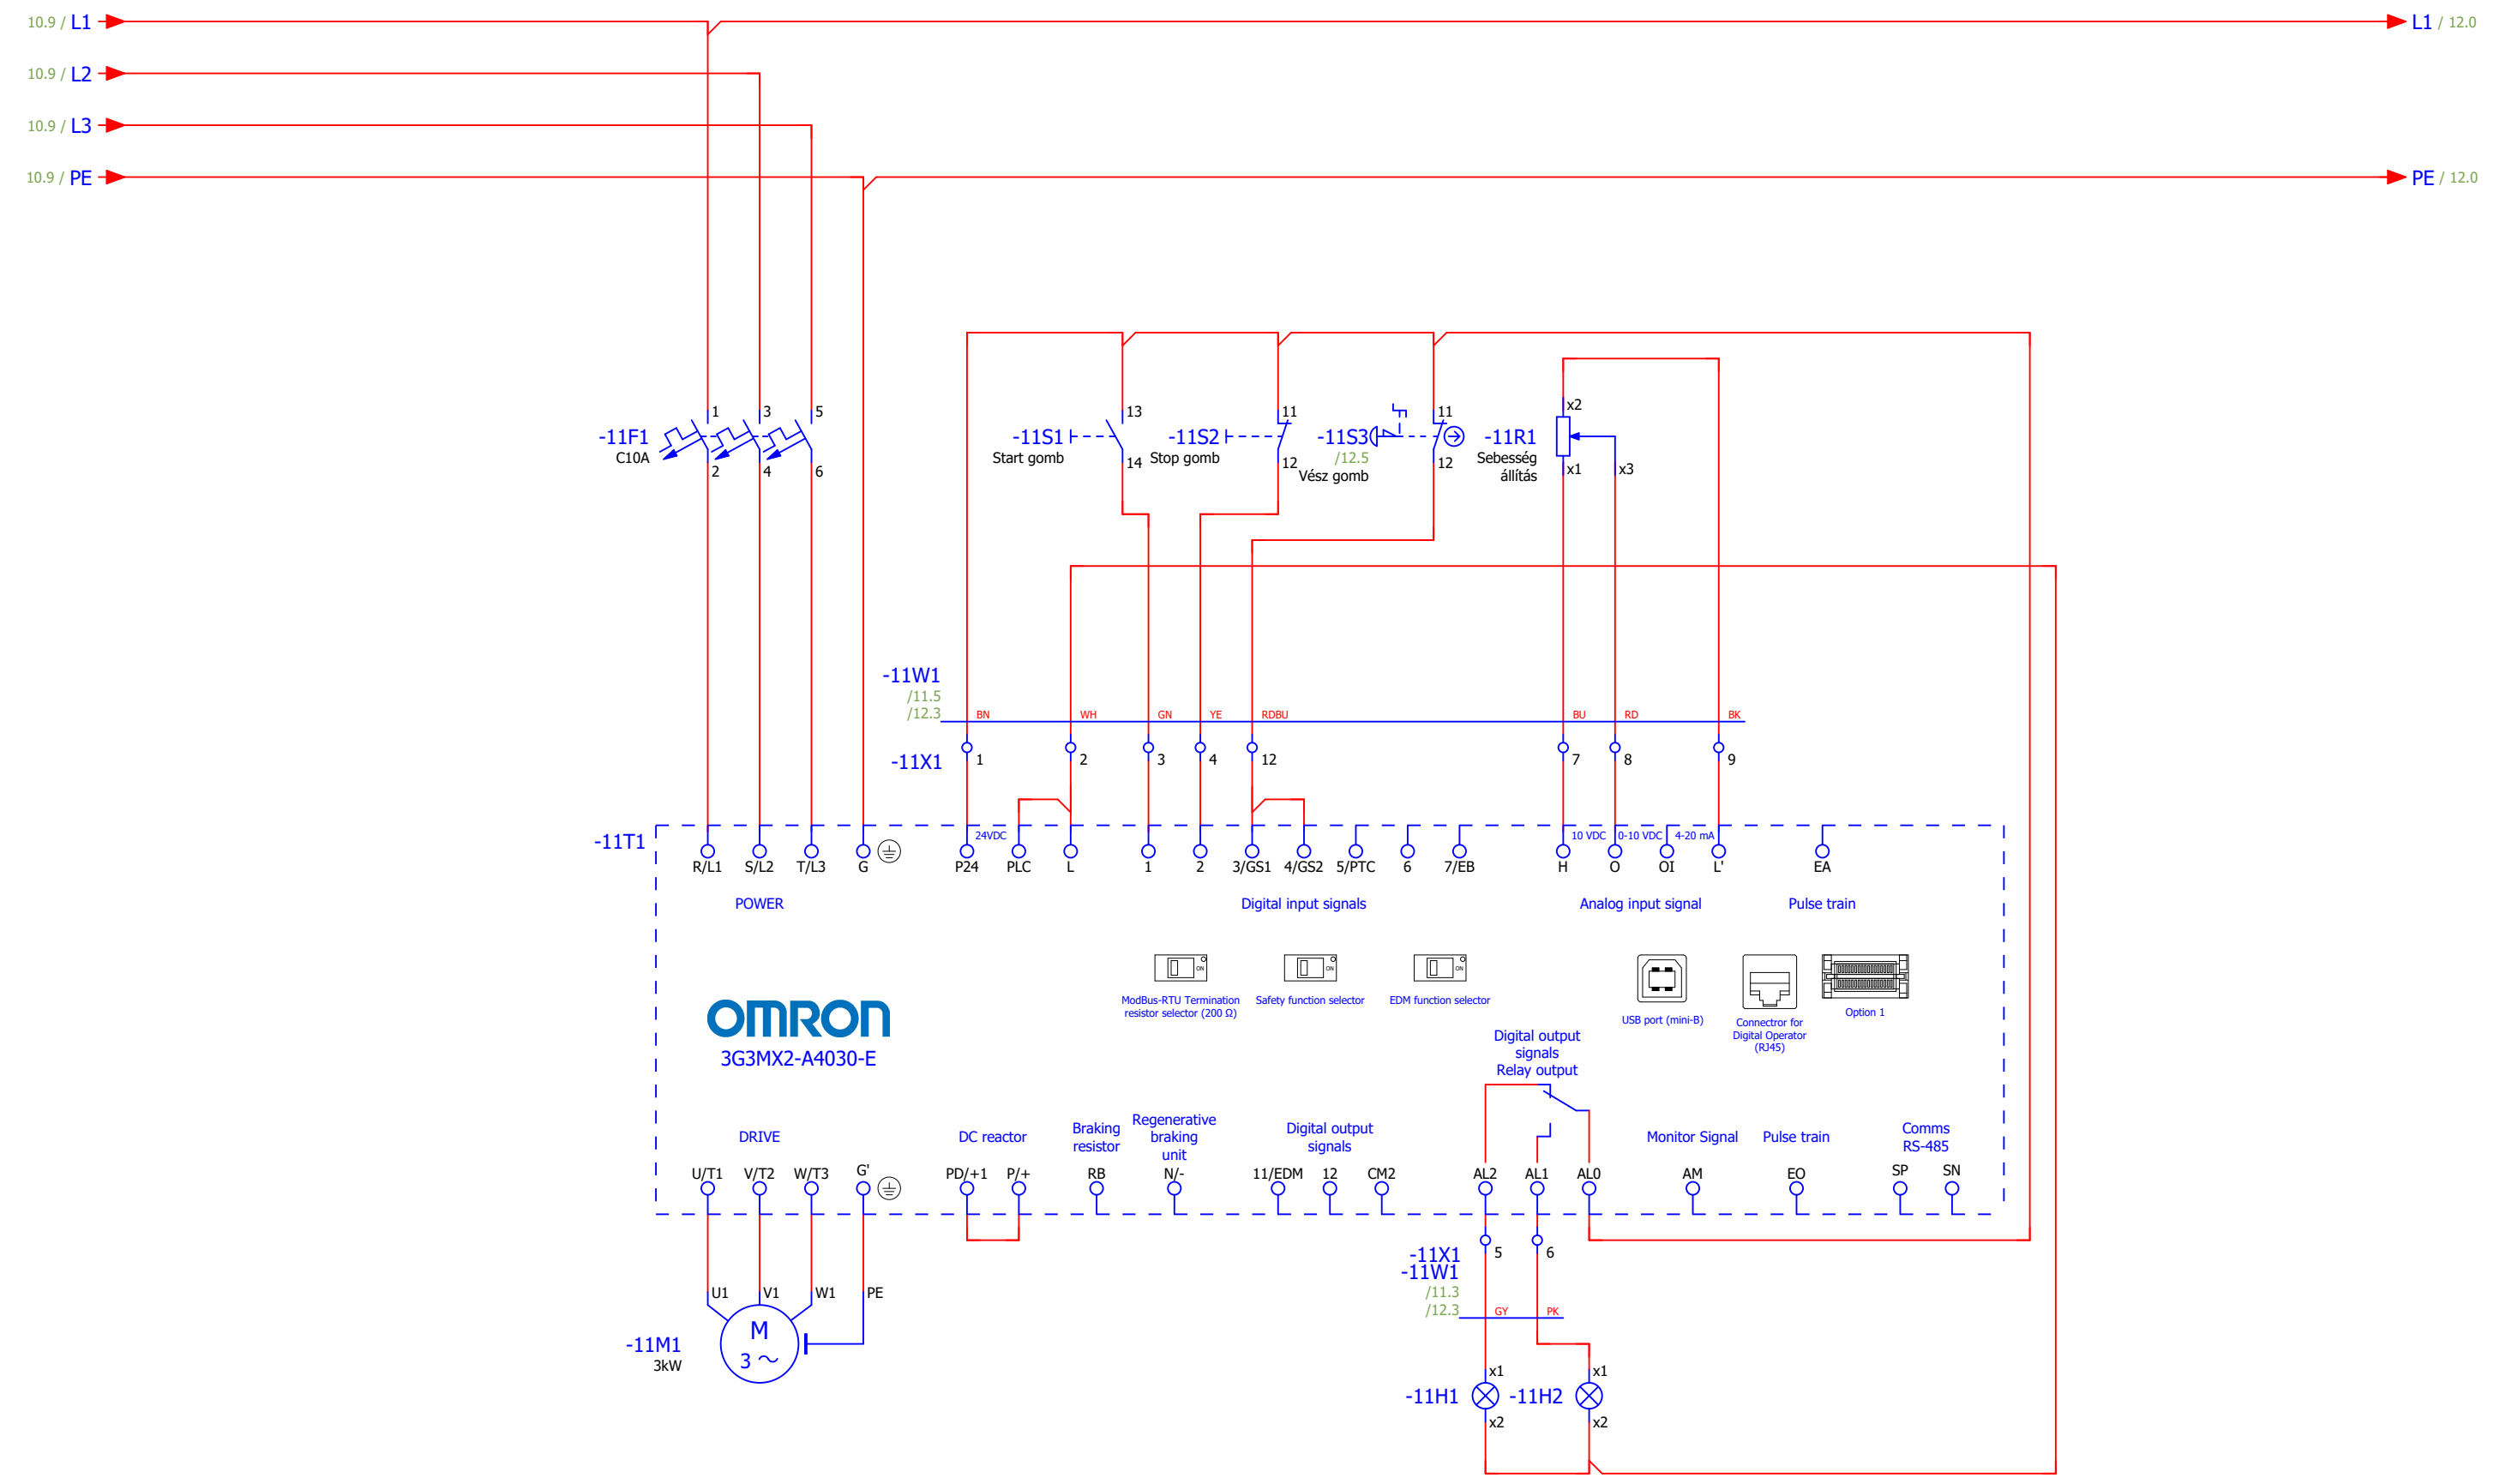 10.9 / L1
L1 / 12.0
10.9 / L2
10.9 / L3
10.9 / PE
PE / 12.0
-11F1
C10A
1
2
3
4
5
6
-11S1
Start gomb
13
14
-11S2
Stop gomb
11
12
-11S3
/12.5
Vész gomb
11
12
-11R1
Sebesség
állítás
x2
x1
x3
-11W1
/11.5
/12.3
BN
WH
GN
YE
RDBU
BU
RD
BK
-11X1
1
2
3
4
12
7
8
9
-11T1
24VDC
10 VDC
0-10 VDC
4-20 mA
R/L1
S/L2
T/L3
G
P24
PLC
L
1
2
3/GS1
4/GS2
5/PTC
6
7/EB
H
O
OI
L'
EA
POWER
Digital input signals
Analog input signal
Pulse train
ON
ON
ON
ModBus-RTU Termination
resistor selector (200 Ω)
Safety function selector
EDM function selector
USB port (mini-B)
Connectror for
Digital Operator
(RJ45)
Option 1
OMRON
3G3MX2-A4030-E
Digital output
signals
Relay output
DRIVE
DC reactor
Braking
resistor
Regenerative
braking
unit
Digital output
signals
Monitor Signal
Pulse train
Comms
RS-485
U/T1
V/T2
W/T3
G'
PD/+1
P/+
RB
N/-
11/EDM
12
CM2
AL2
AL1
AL0
AM
EO
SP
SN
-11X1
5
6
-11W1
/11.3
/12.3
GY
PK
U1
V1
W1
PE
-11M1
3kW
M
3 ~
-11H1
x1
x2
-11H2
x1
x2